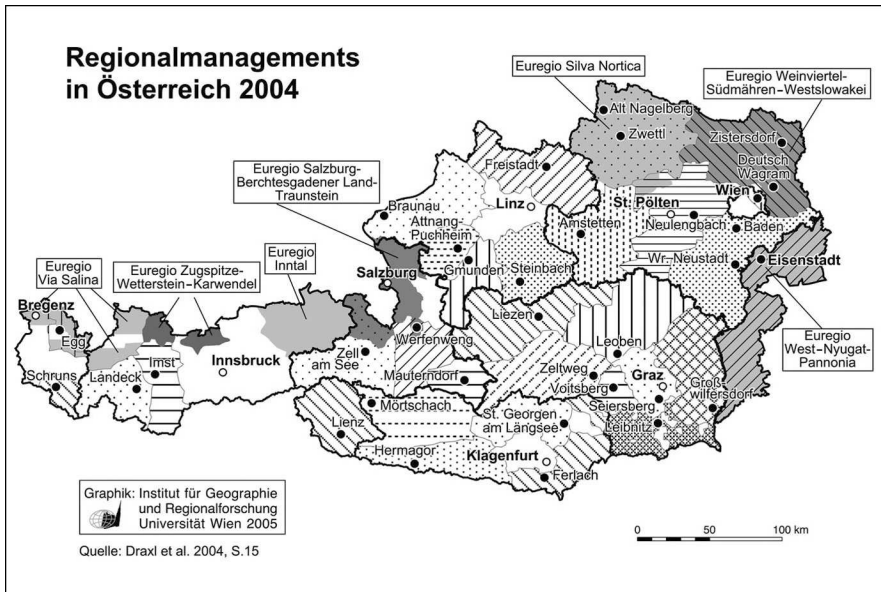 Regionalmanagements
in Österreich 2004
Euregio Silva Nortica
Euregio Weinviertel-
Südmähren-Westslowakei
Alt Nagelberg
Zwettl
Zistersdorf
Deutsch
Wagram
Euregio Salzburg-
Berchtesgadener Land-
Traunstein
Freistadt
Braunau
Linz
St. Pölten
Wien
Attnang-
Puchheim
Amstetten
Neulengbach
Baden
Euregio
Inntal
Euregio
Via Salina
Euregio Zugspitze-
Wetterstein-Karwendel
Salzburg
Gmunden
Steinbach
Wr. Neustadt
Eisenstadt
Bregenz
Egg
Liezen
Werfenweng
Leoben
Euregio
West-Nyugat-
Pannonia
Innsbruck
Imst
Zell
am See
Schruns
Landeck
Mauterndorf
Zeltweg
Voitsberg
Graz
Groß-
wilfersdorf
Mörtschach
Seiersberg
Lienz
St. Georgen
am Längsee
Leibnitz
Hermagor
Klagenfurt
Ferlach
Graphik: Institut für Geographie
und Regionalforschung
Universität Wien 2005
Quelle: Draxl et al. 2004, S.15
0 50 100 km